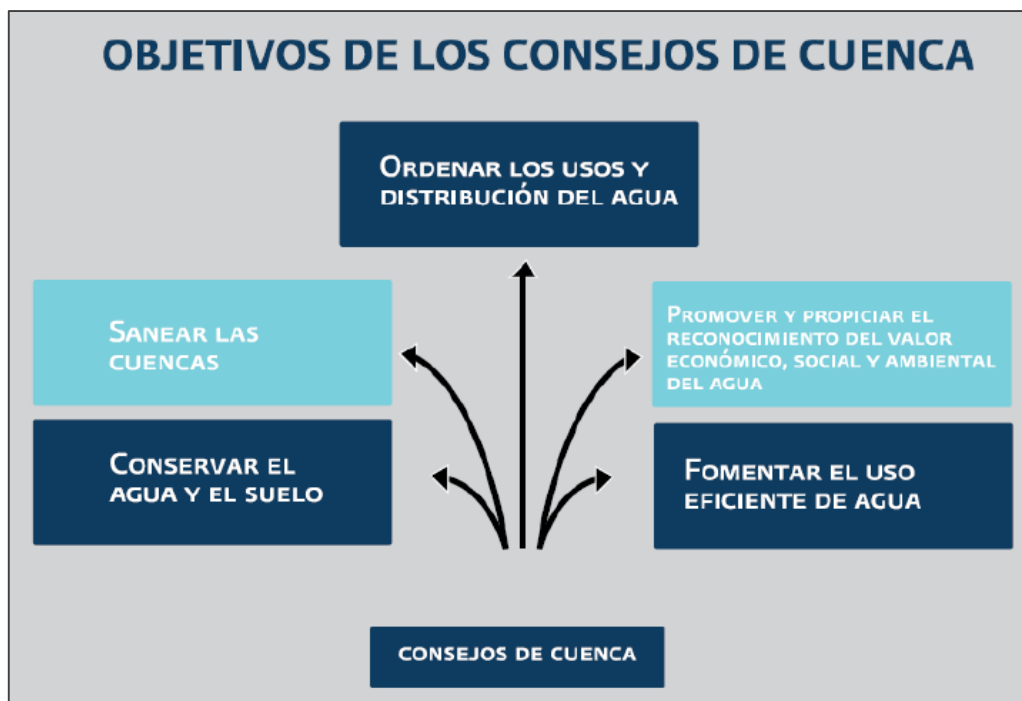 OBJETIVOS DE LOS CONSEJOS DE CUENCA
ORDENAR LOS USOS Y
DISTRIBUCIÓN DEL AGUA
SANEAR LAS
CUENCAS
PROMOVER Y PROPICIAR EL
RECONOCIMIENTO DEL VALOR
ECONÓMICO, SOCIAL Y AMBIENTAL
DEL AGUA
CONSERVAR EL
AGUA Y EL SUELO
FOMENTAR EL USO
EFICIENTE DE AGUA
CONSEJOS DE CUENCA